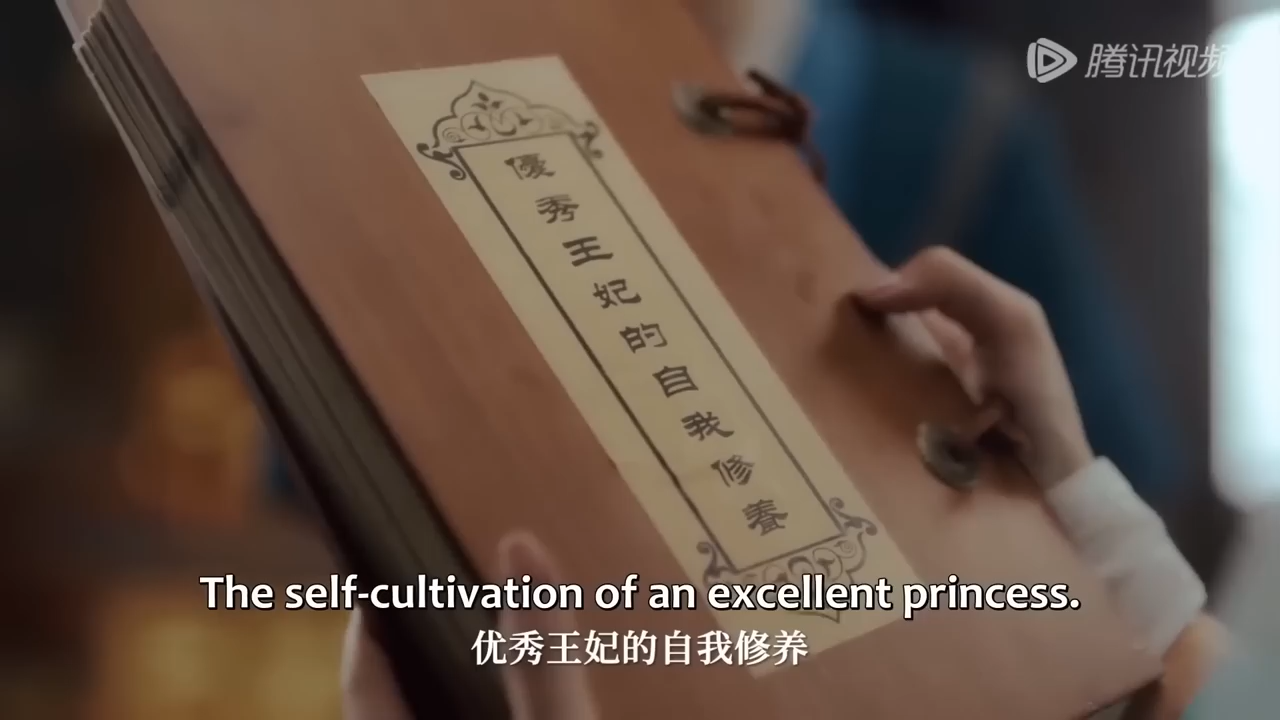 腾讯视频
優秀王妃的自我修養
The self-cultivation of an excellent princess.
优秀王妃的自我修养